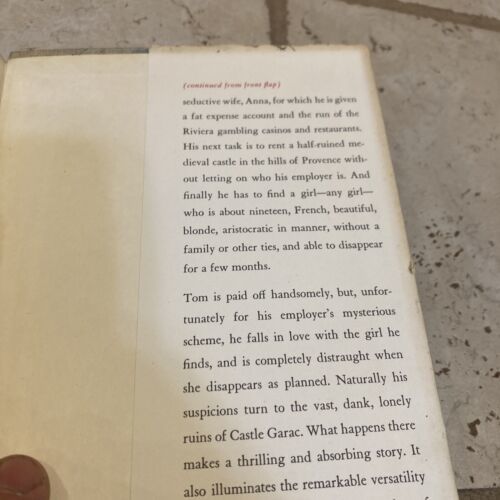 (continued from front flap)
seductive wife, Anna, for which he is given
a fat expense account and the run of the
Riviera gambling casinos and restaurants.
His next task is to rent a half-ruined me-
dieval castle in the hills of Provence with-
out letting on who his employer is. And
finally he has to find a girl—any girl—
who is about nineteen, French, beautiful,
blonde, aristocratic in manner, without a
family or other ties, and able to disappear
for a few months.
Tom is paid off handsomely, but, unfor-
tunately for his employer's mysterious
scheme, he falls in love with the girl he
finds, and is completely distraught when
she disappears as planned. Naturally his
suspicions turn to the vast, dank, lonely
ruins of Castle Garac. What happens there
makes a thrilling and absorbing story. It
also illuminates the remarkable versatility